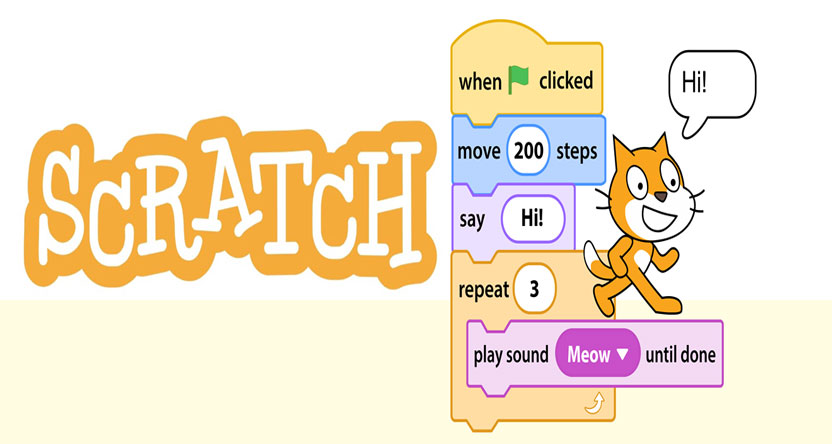 SCRATCH
when clicked
move 200 steps
say Hi!
repeat 3
play sound Meow until done
Hi!